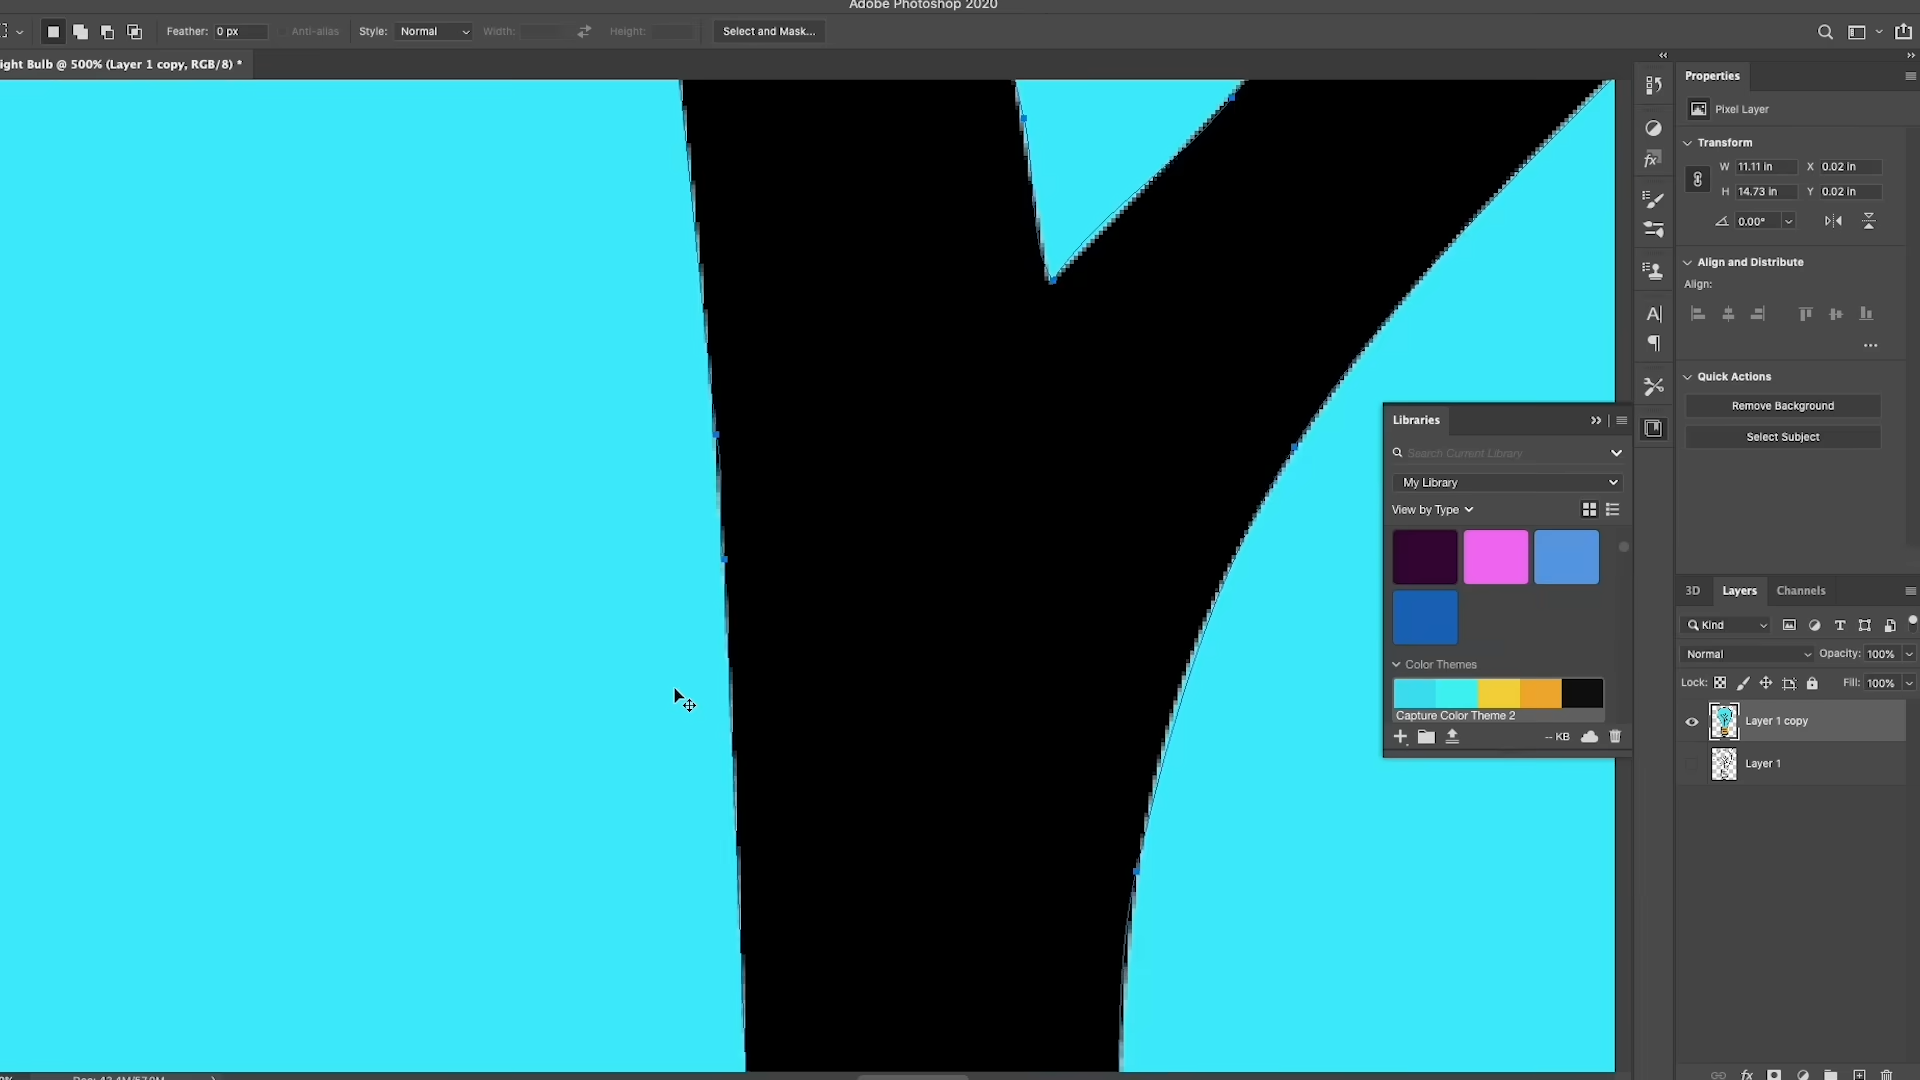 Adobe Photoshop 2020
Feather: 0 px Anti-alias Style: Normal Width: Height: Select and Mask...
ight Bulb @ 500% (Layer 1 copy, RGB/8) *
Properties
Pixel Layer
Transform
W 11.11 in X 0.02 in
H 14.73 in Y 0.02 in
0.00°
Align and Distribute
Align:
Quick Actions
Remove Background
Select Subject
Libraries
Search Current Library
My Library
View by Type
Color Themes
Capture Color Theme 2
-- KB
3D Layers Channels
Kind
Normal Opacity: 100%
Lock: Fill: 100%
Layer 1 copy
Layer 1